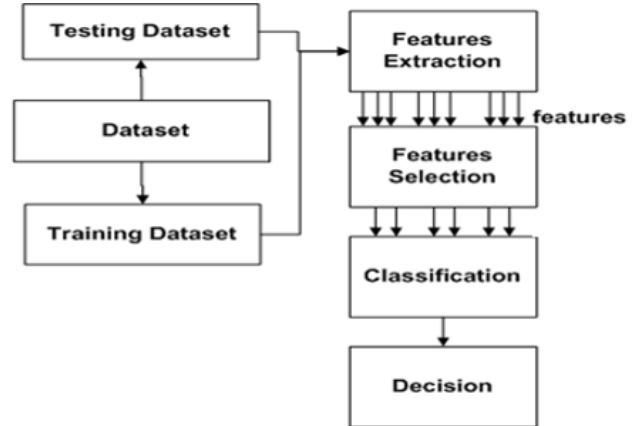 Testing Dataset
Dataset
Training Dataset
Features
Extraction
features
Features
Selection
Classification
Decision